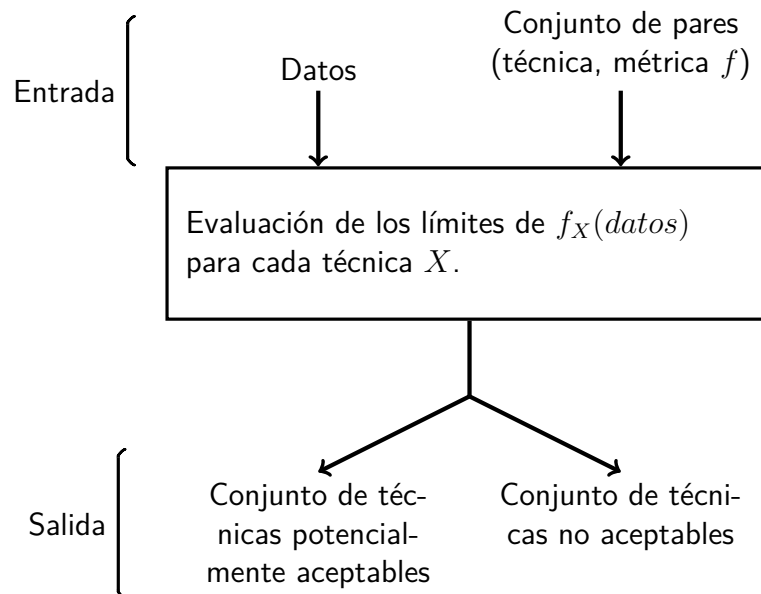 Conjunto de pares
(técnica, métrica f)
Datos
Entrada
Evaluación de los límites de f_X(datos)
para cada técnica X.
Salida
Conjunto de téc-
nicas potencial-
mente aceptables
Conjunto de técni-
cas no aceptables